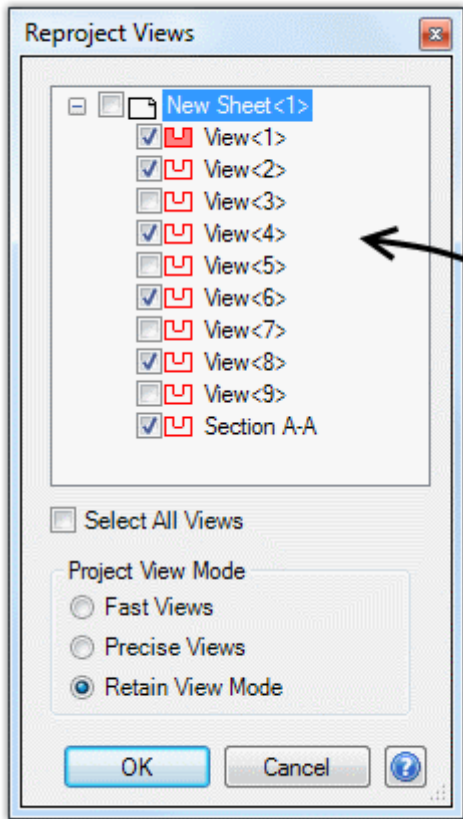 Reproject Views
New Sheet<1>
View<1>
View<2>
View<3>
View<4>
View<5>
View<6>
View<7>
View<8>
View<9>
Section A-A
Select All Views
Project View Mode
Fast Views
Precise Views
Retain View Mode
OK Cancel ?